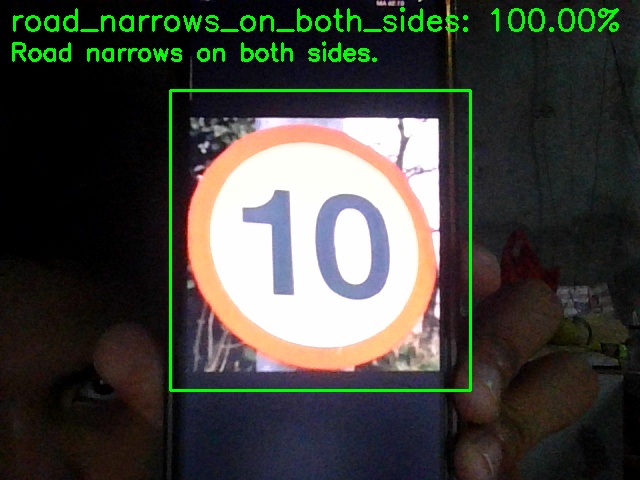 road_narrows_on_both_sides: 100.00%
Road narrows on both sides.
10